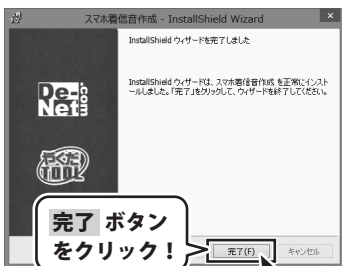 スマホ着信音作成 - InstallShield Wizard
InstallShield ウィザードを完了しました
InstallShield ウィザードは、スマホ着信音作成 を正常にインスト
ールしました。「完了」をクリックして、ウィザードを終了してください。
De-
Net
.com
やくだつ
TOOL
完了 ボタン
をクリック！
完了(F)
キャンセル